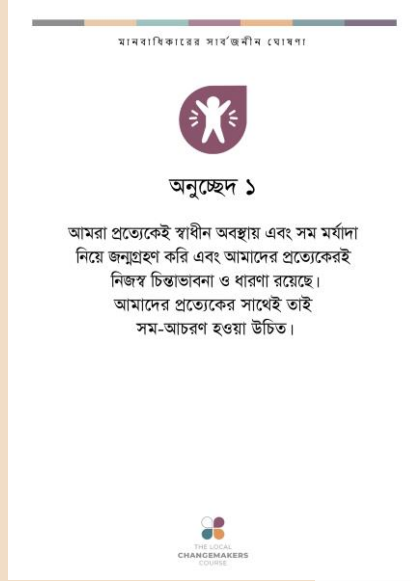 মানবাধিকারের সার্বজনীন ঘোষণা
অনুচ্ছেদ ১
আমরা প্রত্যেকেই স্বাধীন অবস্থায় এবং সম মর্যাদা
নিয়ে জন্মগ্রহণ করি এবং আমাদের প্রত্যেকেরই
নিজস্ব চিন্তাভাবনা ও ধারণা রয়েছে।
আমাদের প্রত্যেকের সাথেই তাই
সম-আচরণ হওয়া উচিত।
THE LOCAL
CHANGEMAKERS
COURSE